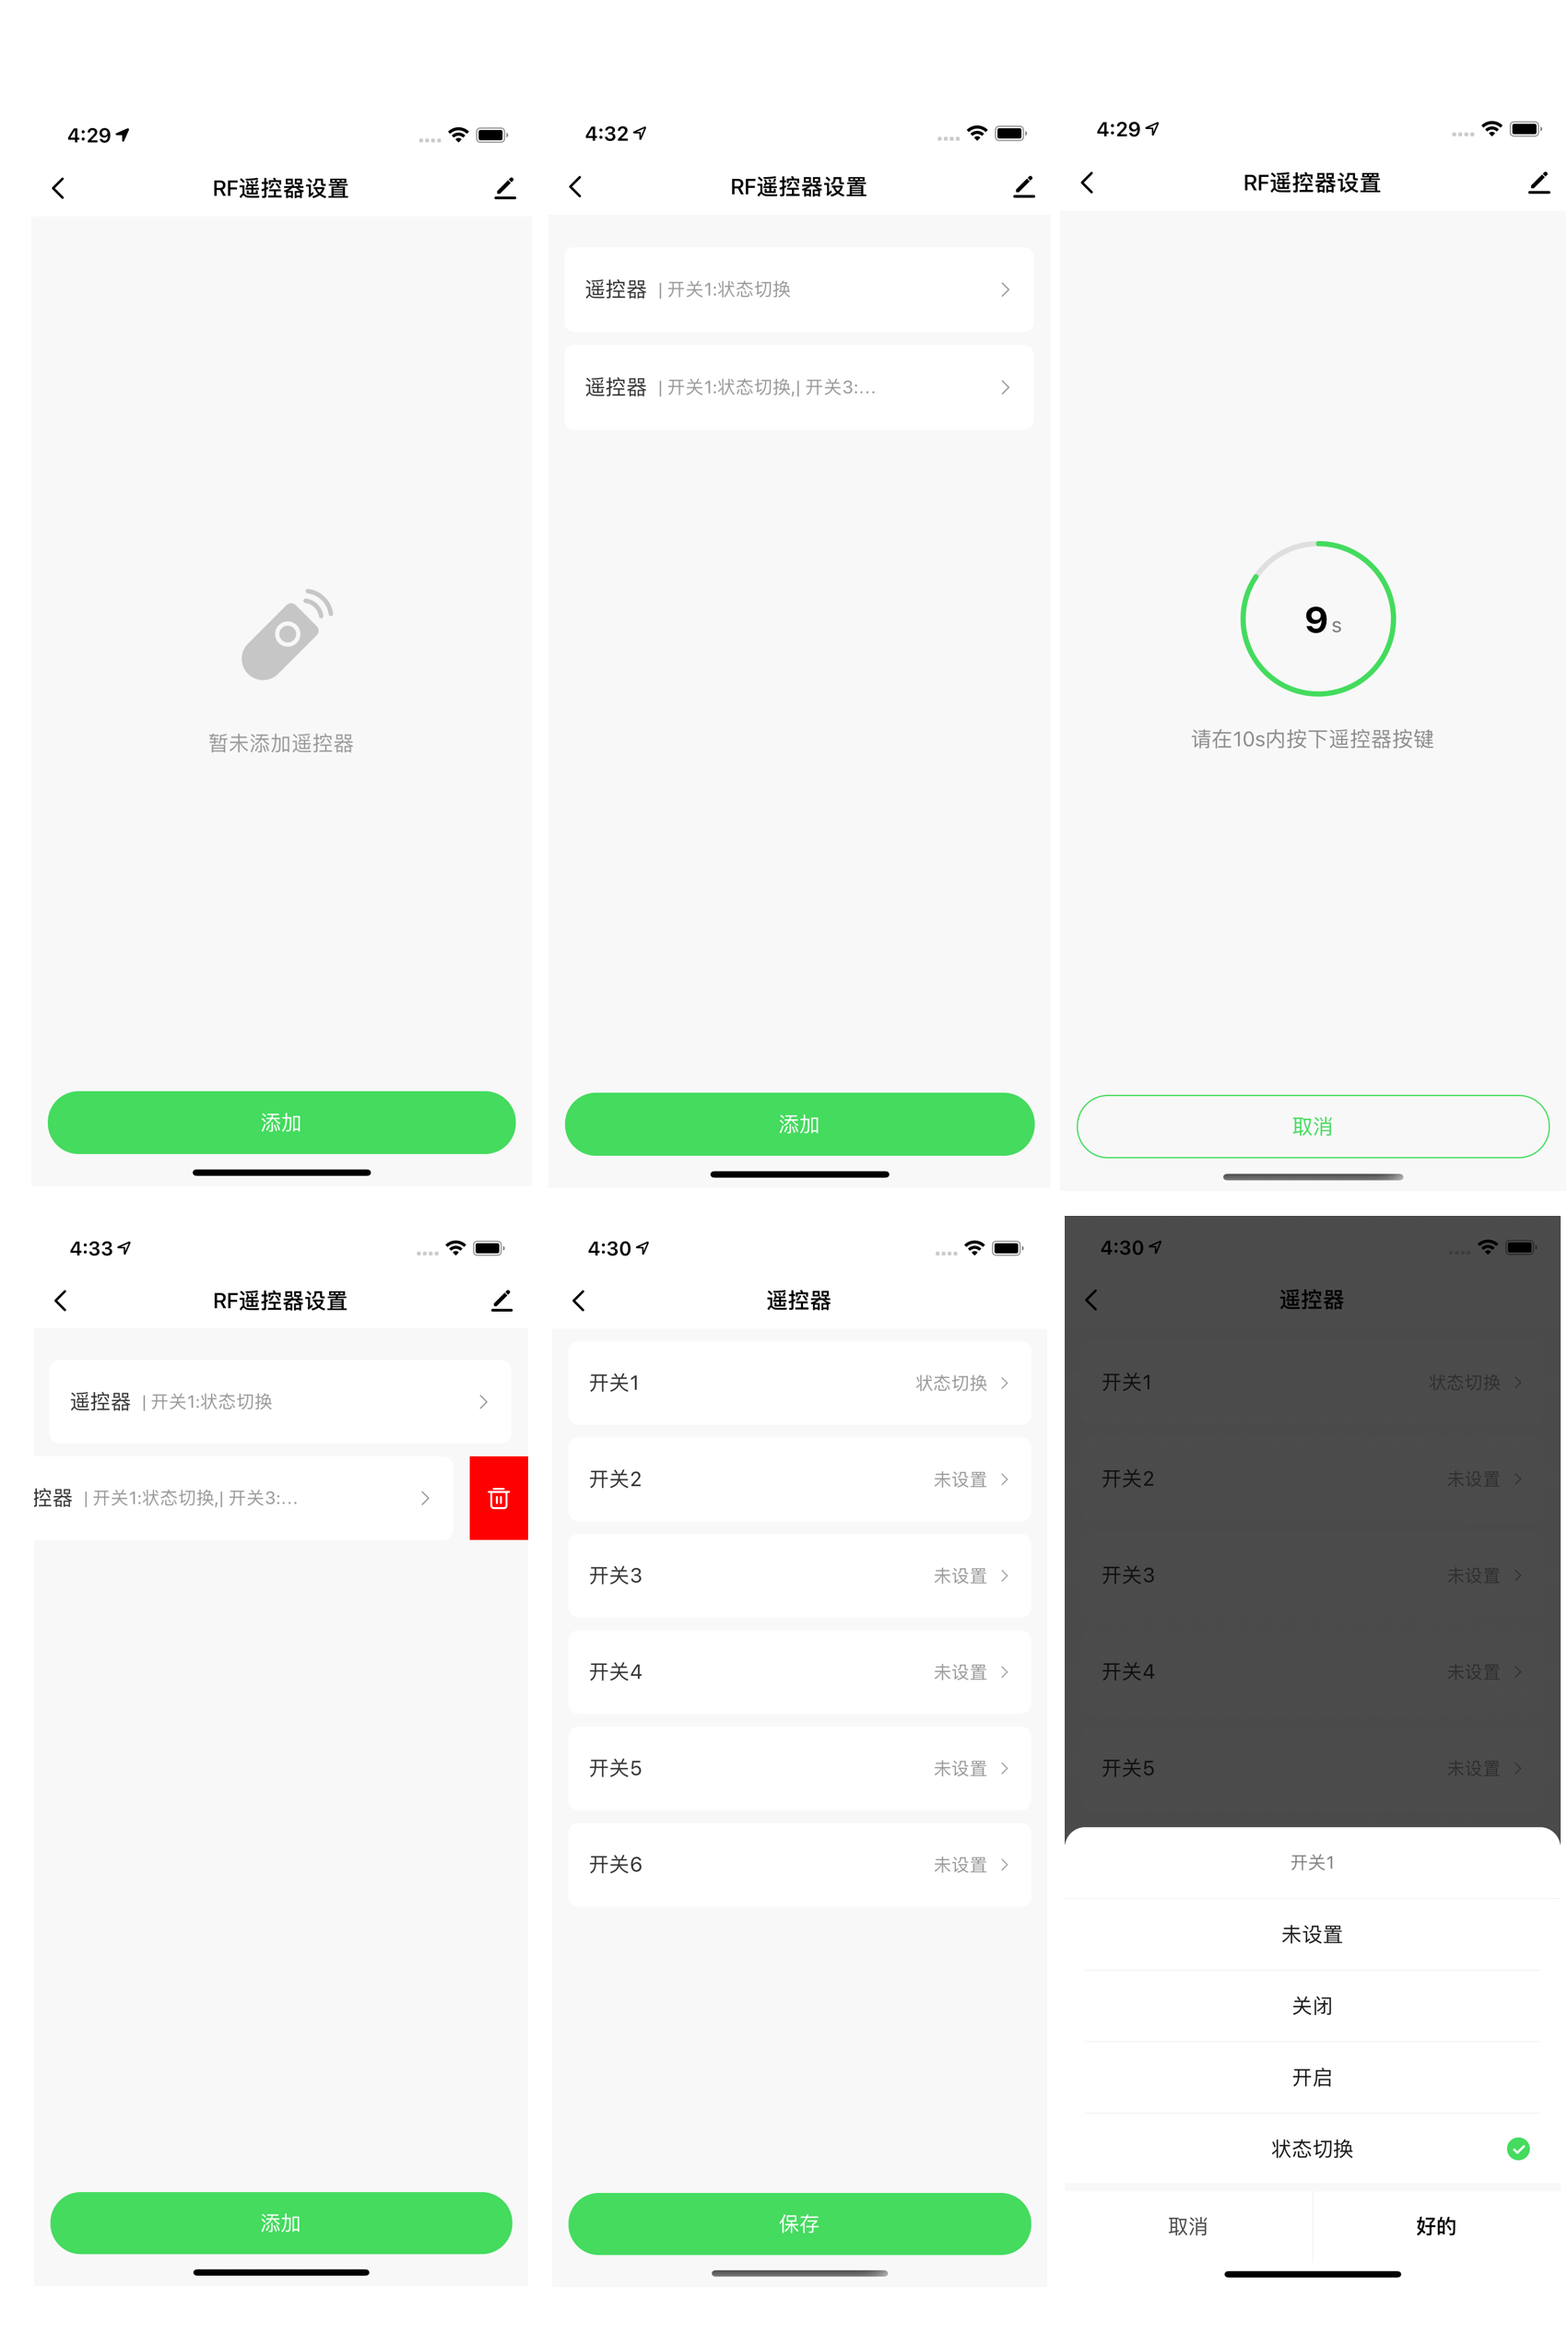 4:29
RF遥控器设置
暂未添加遥控器
添加
4:32
RF遥控器设置
遥控器 | 开关1:状态切换
遥控器 | 开关1:状态切换,| 开关3:...
添加
4:29
RF遥控器设置
9 s
请在10s内按下遥控器按键
取消
4:33
RF遥控器设置
遥控器 | 开关1:状态切换
控器 | 开关1:状态切换,| 开关3:...
添加
4:30
遥控器
开关1 状态切换
开关2 未设置
开关3 未设置
开关4 未设置
开关5 未设置
开关6 未设置
保存
4:30
遥控器
开关1 状态切换
开关2 未设置
开关3 未设置
开关4 未设置
开关5 未设置
开关1
未设置
关闭
开启
状态切换
取消 好的